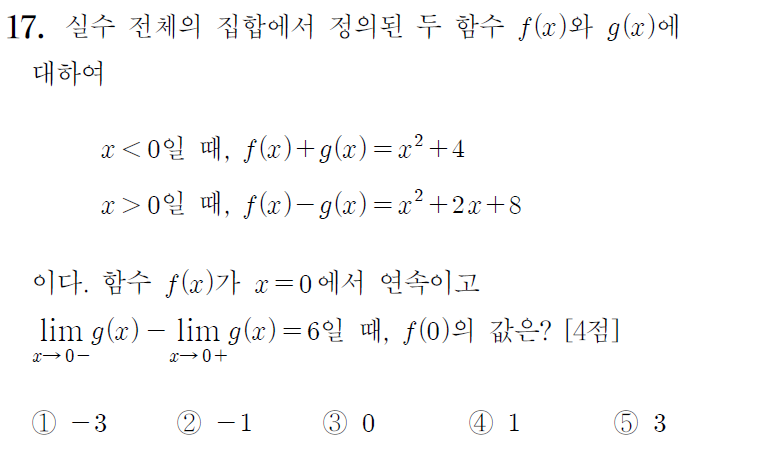 17. 실수 전체의 집합에서 정의된 두 함수 f(x)와 g(x)에
대하여
x<0일 때, f(x)+g(x)=x²+4
x>0일 때, f(x)-g(x)=x²+2x+8
이다. 함수 f(x)가 x=0에서 연속이고
lim_{x→0-} g(x) - lim_{x→0+} g(x)=6일 때, f(0)의 값은? [4점]
① -3 ② -1 ③ 0 ④ 1 ⑤ 3